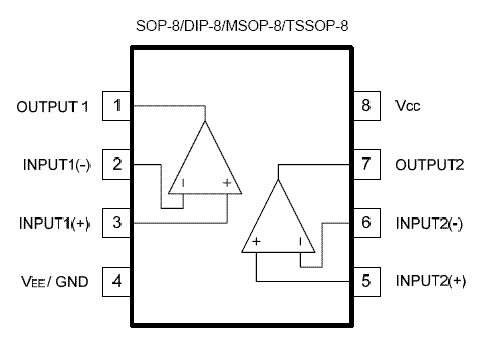 SOP-8/DIP-8/MSOP-8/TSSOP-8
OUTPUT 1 1 8 Vcc
INPUT1(-) 2 7 OUTPUT2
INPUT1(+) 3 6 INPUT2(-)
VEE / GND 4 5 INPUT2(+)
- +
+ -